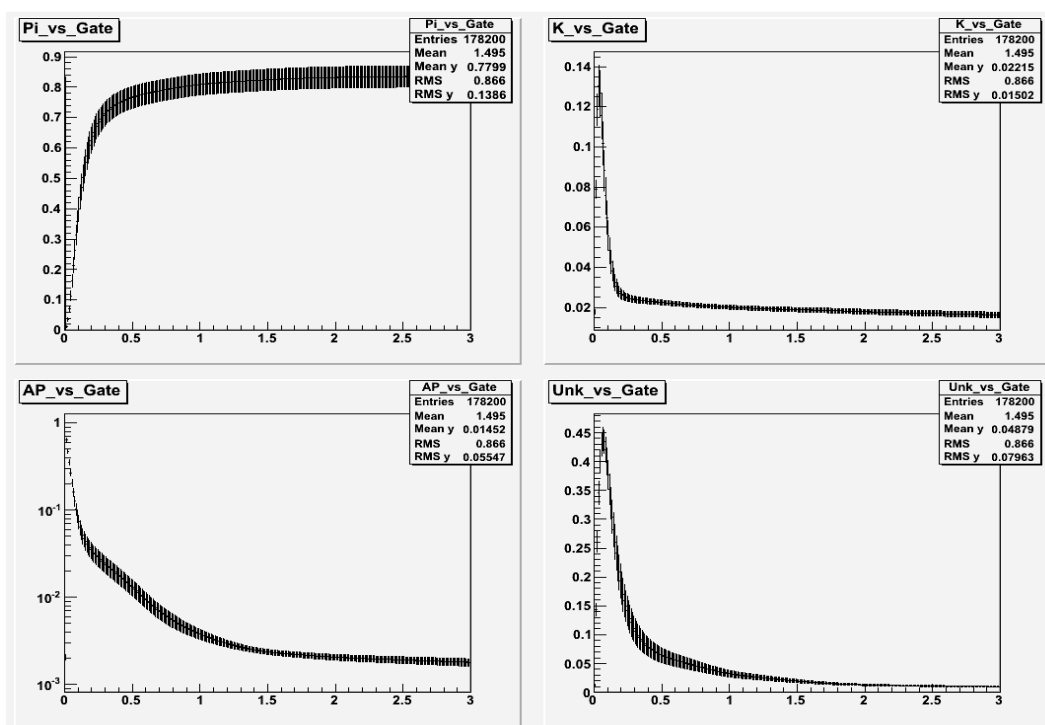 Pi_vs_Gate
Pi_vs_Gate
Entries 178200
Mean 1.495
Mean y 0.7799
RMS 0.866
RMS y 0.1386
0.9
0.8
0.7
0.6
0.5
0.4
0.3
0.2
0.1
0
0 0.5 1 1.5 2 2.5 3
K_vs_Gate
K_vs_Gate
Entries 178200
Mean 1.495
Mean y 0.02215
RMS 0.866
RMS y 0.01502
0.14
0.12
0.1
0.08
0.06
0.04
0.02
0 0.5 1 1.5 2 2.5 3
AP_vs_Gate
AP_vs_Gate
Entries 178200
Mean 1.495
Mean y 0.01452
RMS 0.866
RMS y 0.05547
1
10-1
10-2
10-3
0 0.5 1 1.5 2 2.5 3
Unk_vs_Gate
Unk_vs_Gate
Entries 178200
Mean 1.495
Mean y 0.04879
RMS 0.866
RMS y 0.07963
0.45
0.4
0.35
0.3
0.25
0.2
0.15
0.1
0.05
0
0 0.5 1 1.5 2 2.5 3